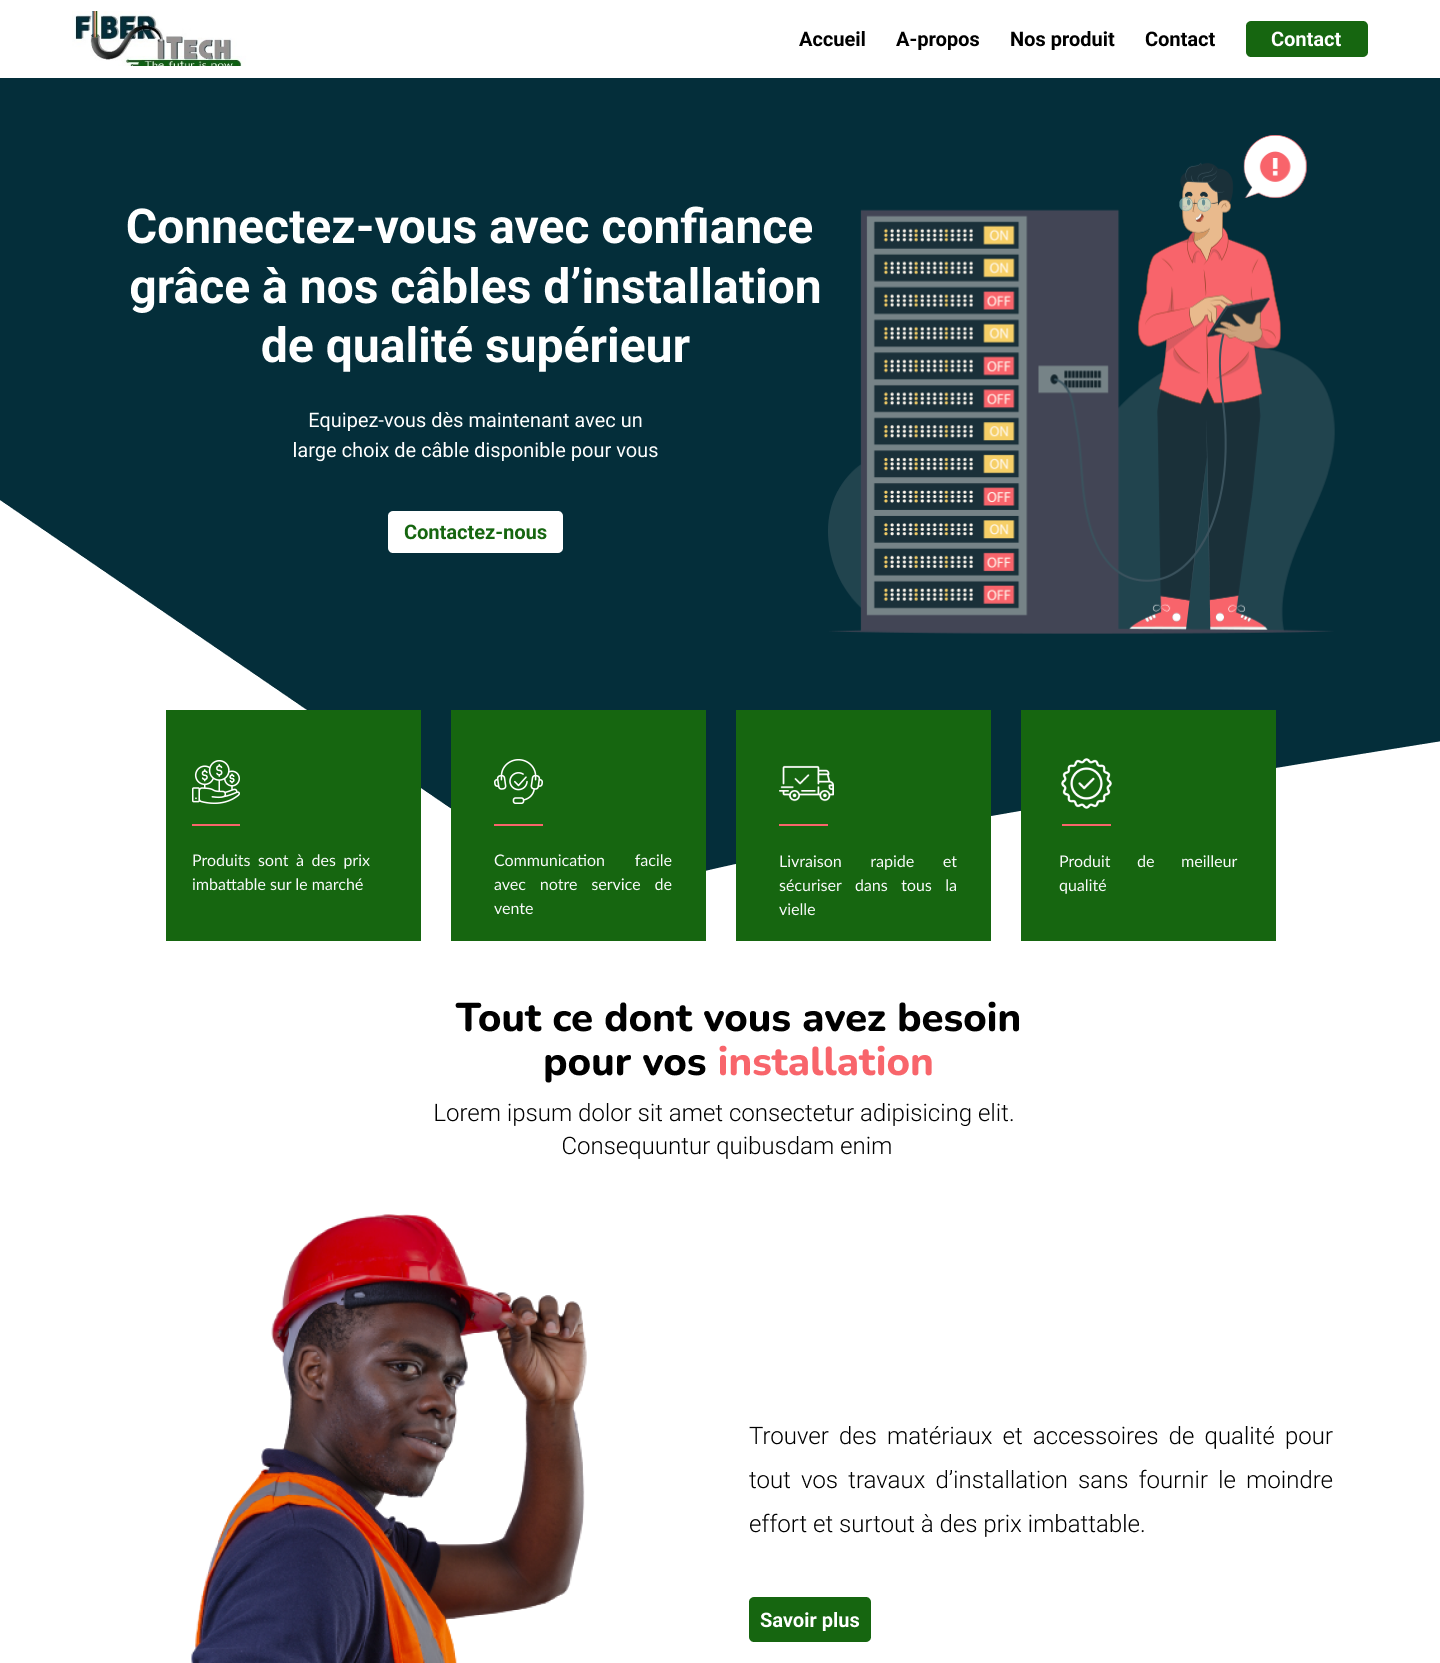 FIBER
iTECH
The futur is now
Accueil A-propos Nos produit Contact Contact
Connectez-vous avec confiance
grâce à nos câbles d’installation
de qualité supérieur
Equipez-vous dès maintenant avec un
large choix de câble disponible pour vous
Contactez-nous
ON
ON
OFF
ON
OFF
OFF
ON
ON
OFF
ON
OFF
OFF
Produits sont à des prix
imbattable sur le marché
Communication facile
avec notre service de
vente
Livraison rapide et
sécuriser dans tous la
vielle
Produit de meilleur
qualité
Tout ce dont vous avez besoin
pour vos installation
Lorem ipsum dolor sit amet consectetur adipisicing elit.
Consequuntur quibusdam enim
Trouver des matériaux et accessoires de qualité pour
tout vos travaux d’installation sans fournir le moindre
effort et surtout à des prix imbattable.
Savoir plus